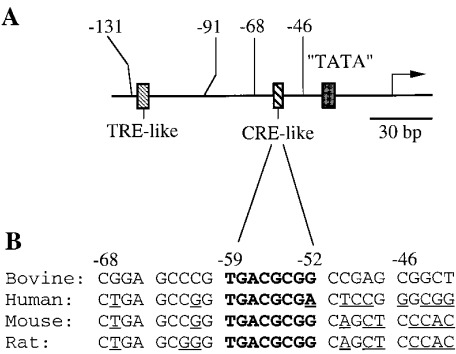 A
-131 -91 -68 -46
"TATA"
TRE-like CRE-like 30 bp
B
-68 -59 -52 -46
Bovine: CGGA GCCCG TGACGCGG CCGAG CGGCT
Human: CTGA GCCGG TGACGCGA CTCCG GGCGG
Mouse: CTGA GCCGG TGACGCGG CAGCT CCCAC
Rat: CTGA GCGGG TGACGCGG CAGCT CCCAC